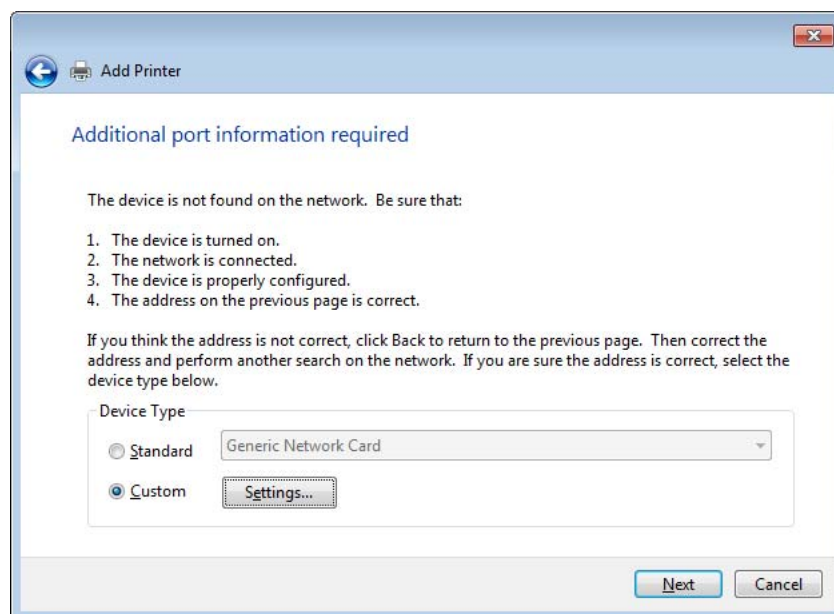 Add Printer
Additional port information required
The device is not found on the network.  Be sure that:
1.  The device is turned on.
2.  The network is connected.
3.  The device is properly configured.
4.  The address on the previous page is correct.
If you think the address is not correct, click Back to return to the previous page.  Then correct the
address and perform another search on the network.  If you are sure the address is correct, select the
device type below.
Device Type
Standard
Generic Network Card
Custom
Settings...
Next
Cancel